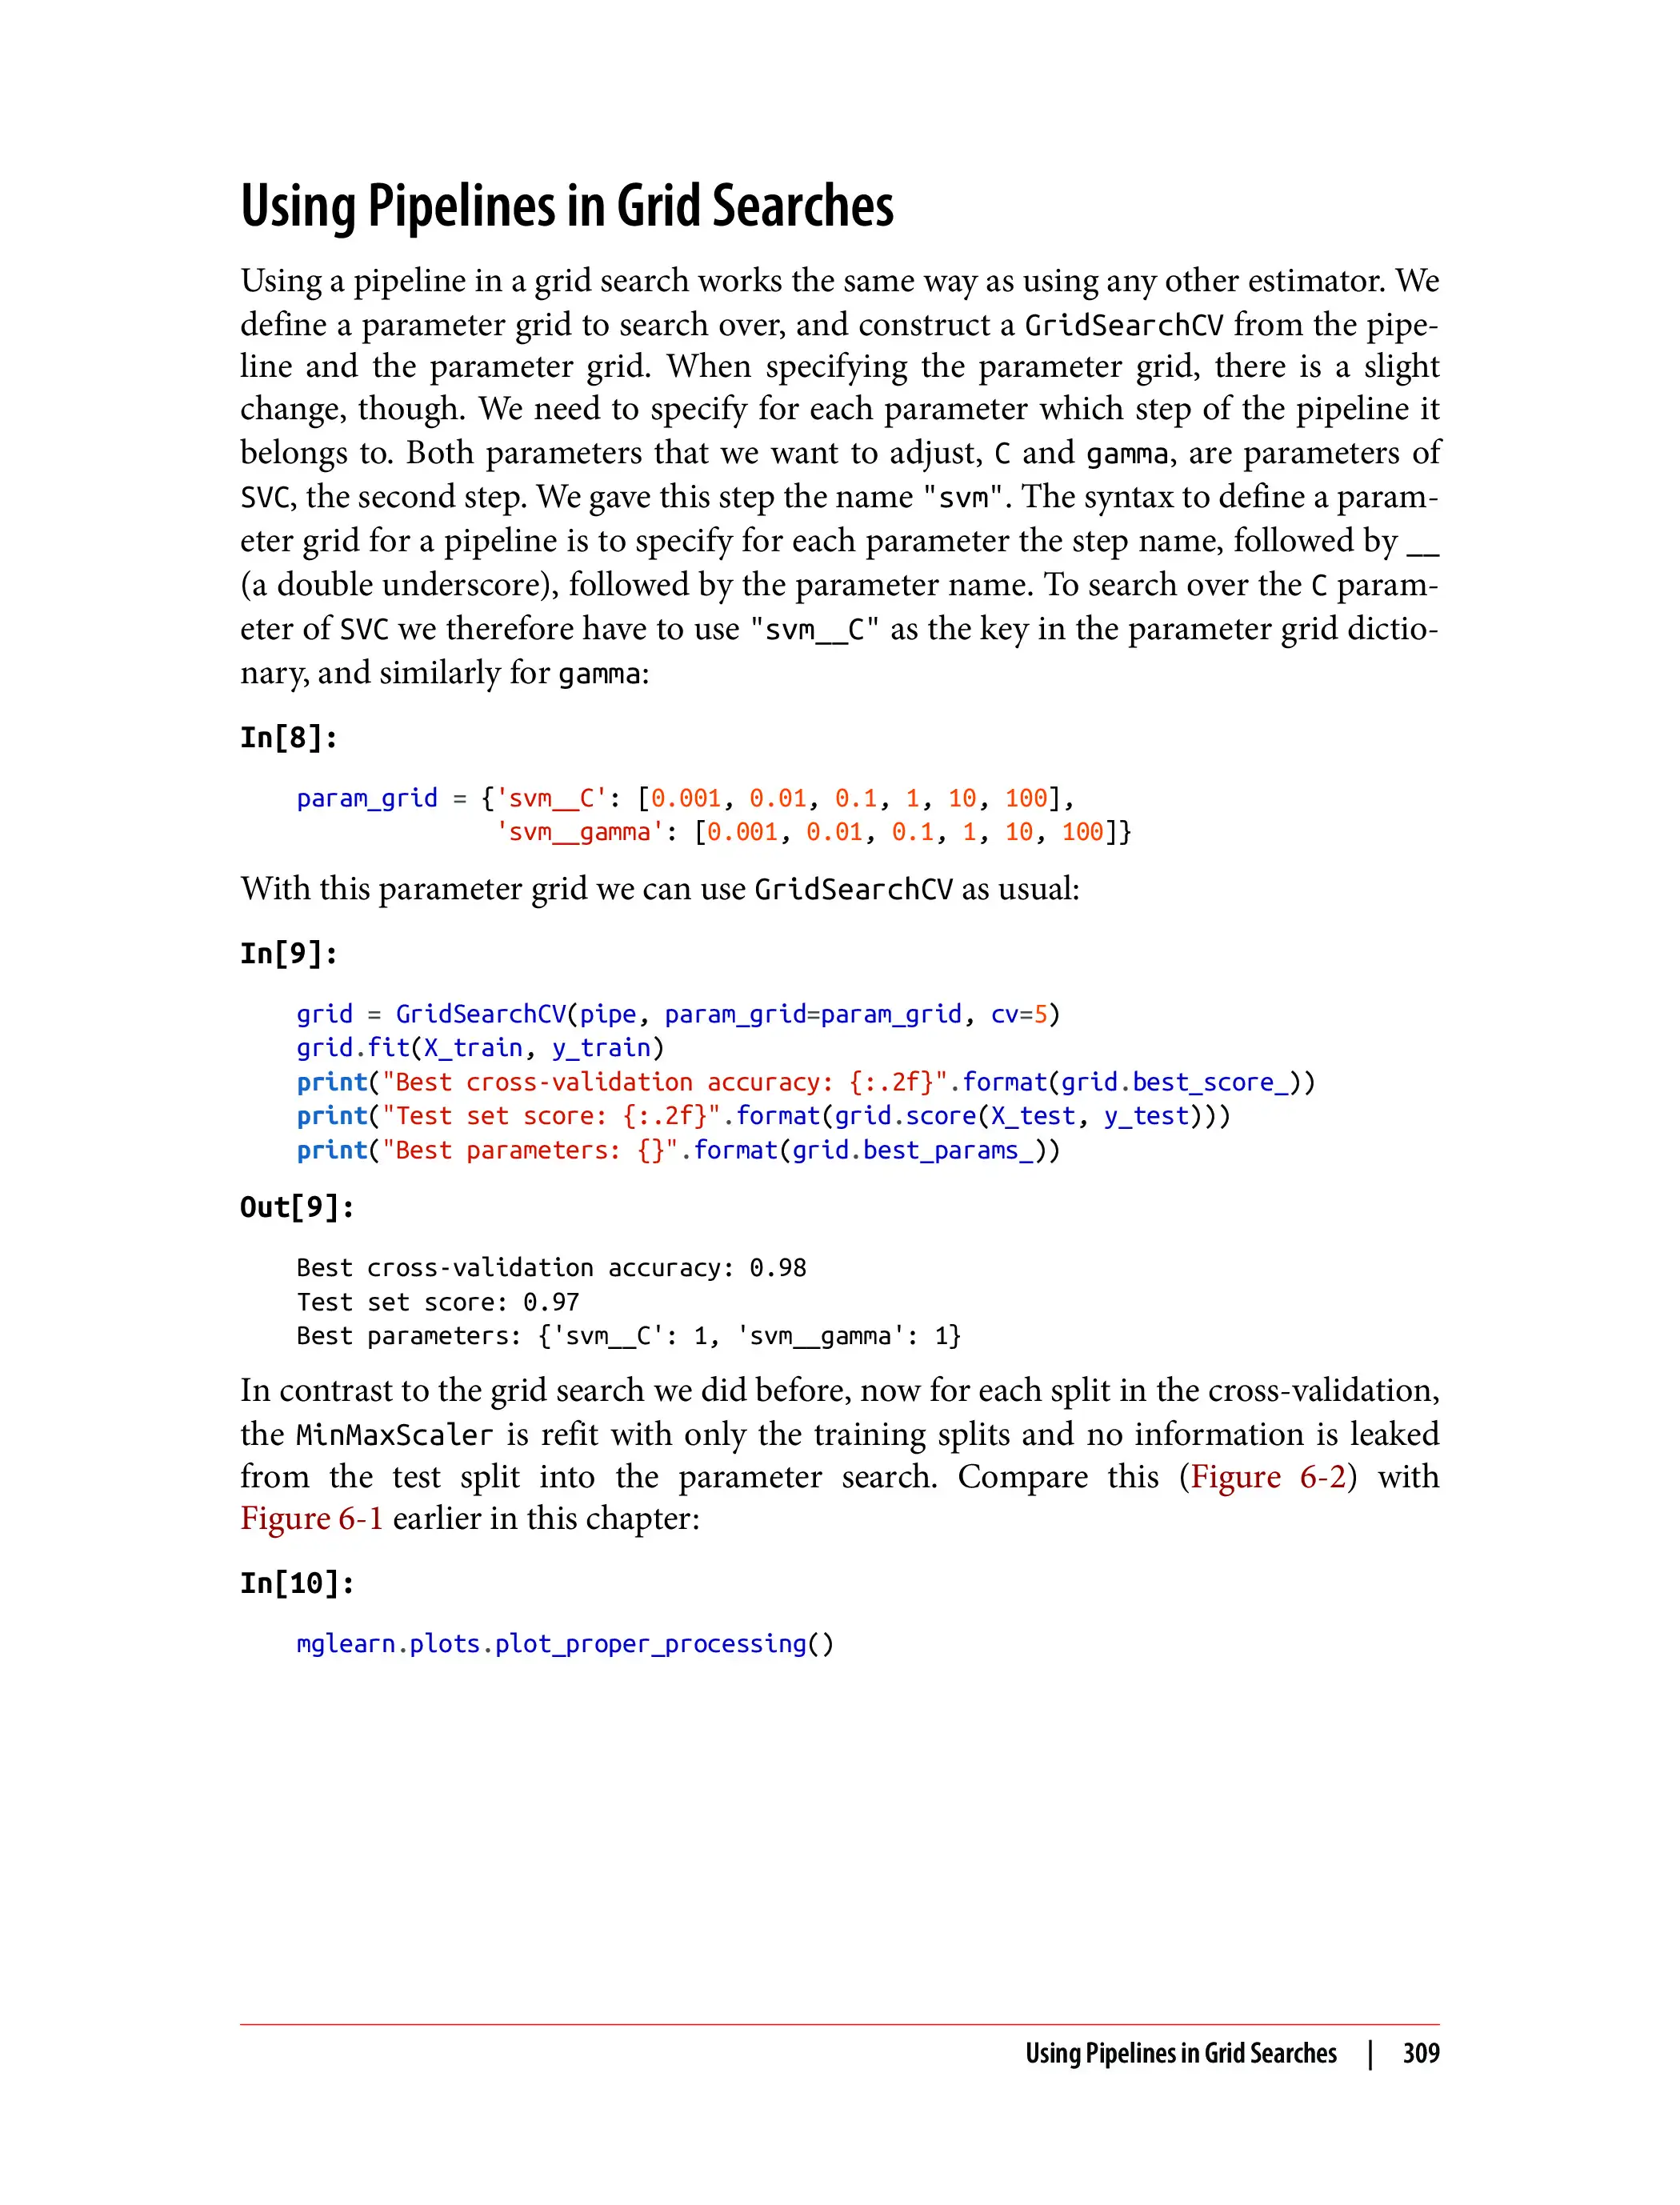 Using Pipelines in Grid Searches
Using a pipeline in a grid search works the same way as using any other estimator. We
define a parameter grid to search over, and construct a GridSearchCV from the pipe-
line and the parameter grid. When specifying the parameter grid, there is a slight
change, though. We need to specify for each parameter which step of the pipeline it
belongs to. Both parameters that we want to adjust, C and gamma, are parameters of
SVC, the second step. We gave this step the name "svm". The syntax to define a param-
eter grid for a pipeline is to specify for each parameter the step name, followed by __
(a double underscore), followed by the parameter name. To search over the C param-
eter of SVC we therefore have to use "svm__C" as the key in the parameter grid dictio-
nary, and similarly for gamma:
In[8]:
param_grid = {'svm__C': [0.001, 0.01, 0.1, 1, 10, 100],
'svm__gamma': [0.001, 0.01, 0.1, 1, 10, 100]}
With this parameter grid we can use GridSearchCV as usual:
In[9]:
grid = GridSearchCV(pipe, param_grid=param_grid, cv=5)
grid.fit(X_train, y_train)
print("Best cross-validation accuracy: {:.2f}".format(grid.best_score_))
print("Test set score: {:.2f}".format(grid.score(X_test, y_test)))
print("Best parameters: {}".format(grid.best_params_))
Out[9]:
Best cross-validation accuracy: 0.98
Test set score: 0.97
Best parameters: {'svm__C': 1, 'svm__gamma': 1}
In contrast to the grid search we did before, now for each split in the cross-validation,
the MinMaxScaler is refit with only the training splits and no information is leaked
from the test split into the parameter search. Compare this (Figure 6-2) with
Figure 6-1 earlier in this chapter:
In[10]:
mglearn.plots.plot_proper_processing()
Using Pipelines in Grid Searches | 309